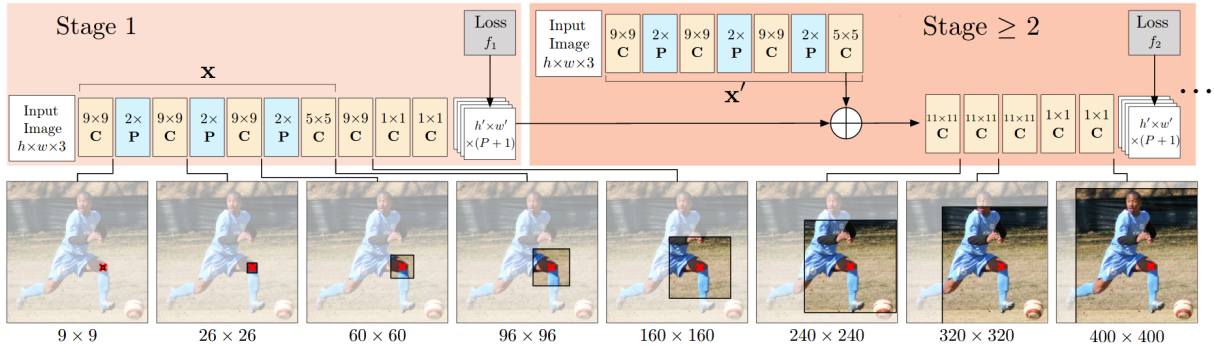 Stage 1
Loss
f₁
x
Input
Image
h×w×3
9×9
C
2×
P
9×9
C
2×
P
9×9
C
2×
P
5×5
C
9×9
C
1×1
C
1×1
C
h′×w′
×(P + 1)
Input
Image
h×w×3
9×9
C
2×
P
9×9
C
2×
P
9×9
C
2×
P
5×5
C
x′
Stage ≥ 2
Loss
f₂
11×11
C
11×11
C
11×11
C
1×1
C
1×1
C
h′×w′
×(P + 1)
9 × 9
26 × 26
60 × 60
96 × 96
160 × 160
240 × 240
320 × 320
400 × 400